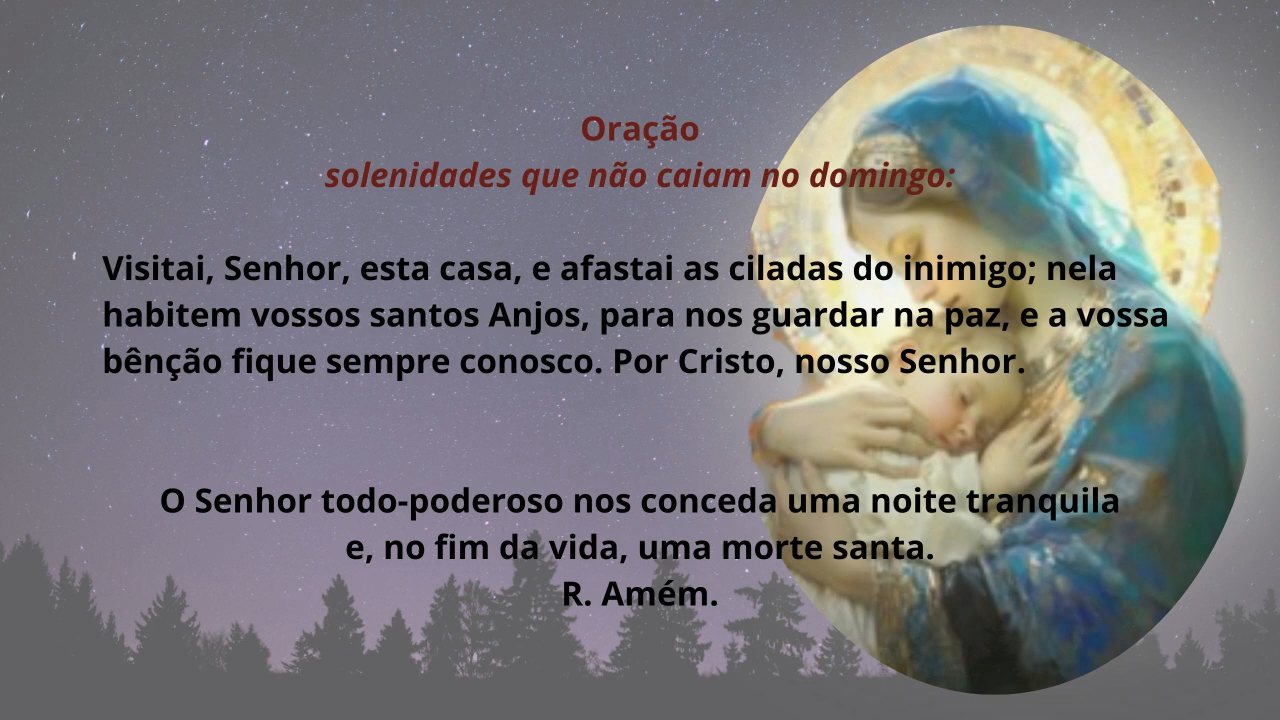 Oração
solenidades que não caiam no domingo:
Visitai, Senhor, esta casa, e afastai as ciladas do inimigo; nela
habitem vossos santos Anjos, para nos guardar na paz, e a vossa
bênção fique sempre conosco. Por Cristo, nosso Senhor.
O Senhor todo-poderoso nos conceda uma noite tranquila
e, no fim da vida, uma morte santa.
R. Amém.